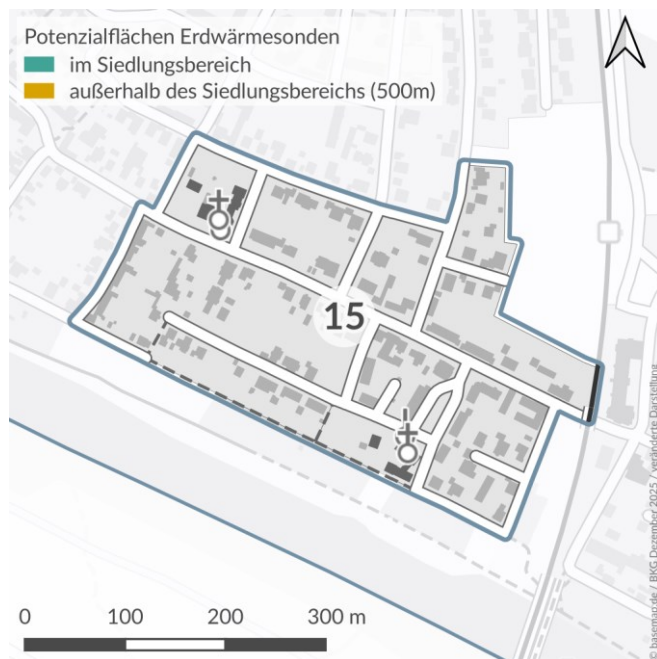 Potenzialflächen Erdwärmesonden
im Siedlungsbereich
außerhalb des Siedlungsbereichs (500m)
15
0 100 200 300 m
© basemap.de / BKG Dezember 2025 / veränderte Darstellung